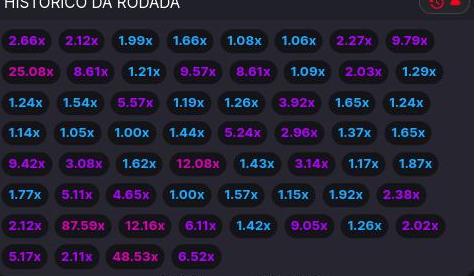 HISTÓRICO DA RODADA
2.66x 2.12x 1.99x 1.66x 1.08x 1.06x 2.27x 9.79x
25.08x 8.61x 1.21x 9.57x 8.61x 1.09x 2.03x 1.29x
1.24x 1.54x 5.57x 1.19x 1.26x 3.92x 1.65x 1.24x
1.14x 1.05x 1.00x 1.44x 5.24x 2.96x 1.37x 1.65x
9.42x 3.08x 1.62x 12.08x 1.43x 3.14x 1.17x 1.87x
1.77x 5.11x 4.65x 1.00x 1.57x 1.15x 1.92x 2.38x
2.12x 87.59x 12.16x 6.11x 1.42x 9.05x 1.26x 2.02x
5.17x 2.11x 48.53x 6.52x